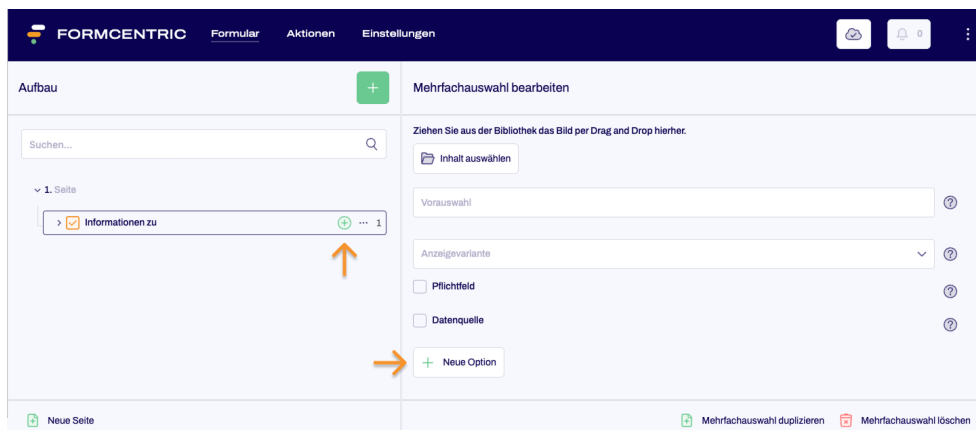 FORMCENTRIC Formular Aktionen Einstellungen 0
Aufbau
Mehrfachauswahl bearbeiten
Suchen...
1. Seite
Informationen zu 1
Ziehen Sie aus der Bibliothek das Bild per Drag and Drop hierher.
Inhalt auswählen
Vorauswahl
Anzeigevariante
Pflichtfeld
Datenquelle
Neue Option
Neue Seite
Mehrfachauswahl duplizieren Mehrfachauswahl löschen